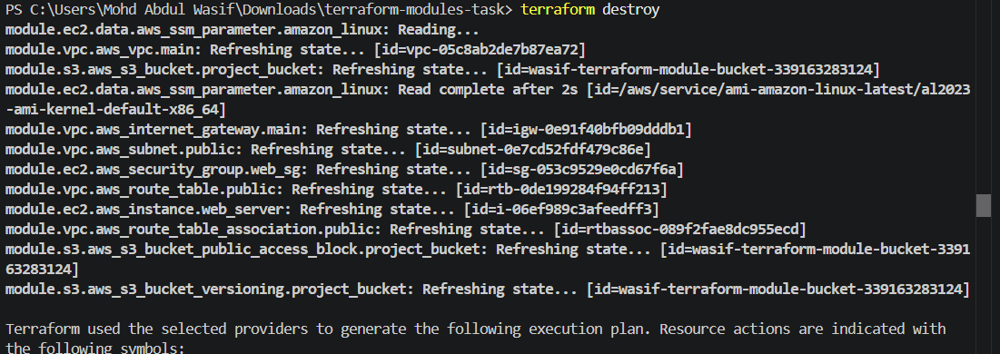 PS C:\Users\Mohd Abdul Wasif\Downloads\terraform-modules-task> terraform destroy
module.ec2.data.aws_ssm_parameter.amazon_linux: Reading...
module.vpc.aws_vpc.main: Refreshing state... [id=vpc-05c8ab2de7b87ea72]
module.s3.aws_s3_bucket.project_bucket: Refreshing state... [id=wasif-terraform-module-bucket-339163283124]
module.ec2.data.aws_ssm_parameter.amazon_linux: Read complete after 2s [id=/aws/service/ami-amazon-linux-latest/al2023
-ami-kernel-default-x86_64]
module.vpc.aws_internet_gateway.main: Refreshing state... [id=igw-0e91f40bfb09dddb1]
module.vpc.aws_subnet.public: Refreshing state... [id=subnet-0e7cd52fdf479c86e]
module.ec2.aws_security_group.web_sg: Refreshing state... [id=sg-053c9529e0cd67f6a]
module.vpc.aws_route_table.public: Refreshing state... [id=rtb-0de199284f94ff213]
module.ec2.aws_instance.web_server: Refreshing state... [id=i-06ef989c3afeedff3]
module.vpc.aws_route_table_association.public: Refreshing state... [id=rtbassoc-089f2fae8dc955ecd]
module.s3.aws_s3_bucket_public_access_block.project_bucket: Refreshing state... [id=wasif-terraform-module-bucket-3391
63283124]
module.s3.aws_s3_bucket_versioning.project_bucket: Refreshing state... [id=wasif-terraform-module-bucket-339163283124]
Terraform used the selected providers to generate the following execution plan. Resource actions are indicated with
the following symbols: